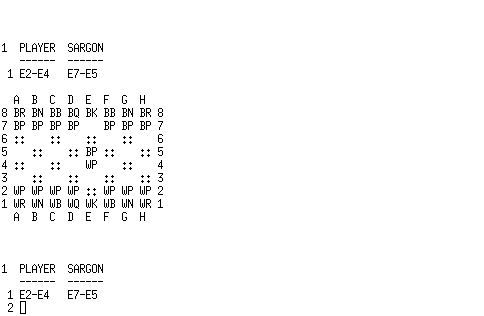 1  PLAYER  SARGON
   ------  ------
 1 E2-E4   E7-E5
  A  B  C  D  E  F  G  H
8 BR BN BB BQ BK BB BN BR 8
7 BP BP BP BP    BP BP BP 7
6 ::    ::    ::    ::    6
5    ::    :: BP ::    :: 5
4 ::    ::    WP    ::    4
3    ::    ::    ::    :: 3
2 WP WP WP WP :: WP WP WP 2
1 WR WN WB WQ WK WB WN WR 1
  A  B  C  D  E  F  G  H
1  PLAYER  SARGON
   ------  ------
 1 E2-E4   E7-E5
 2